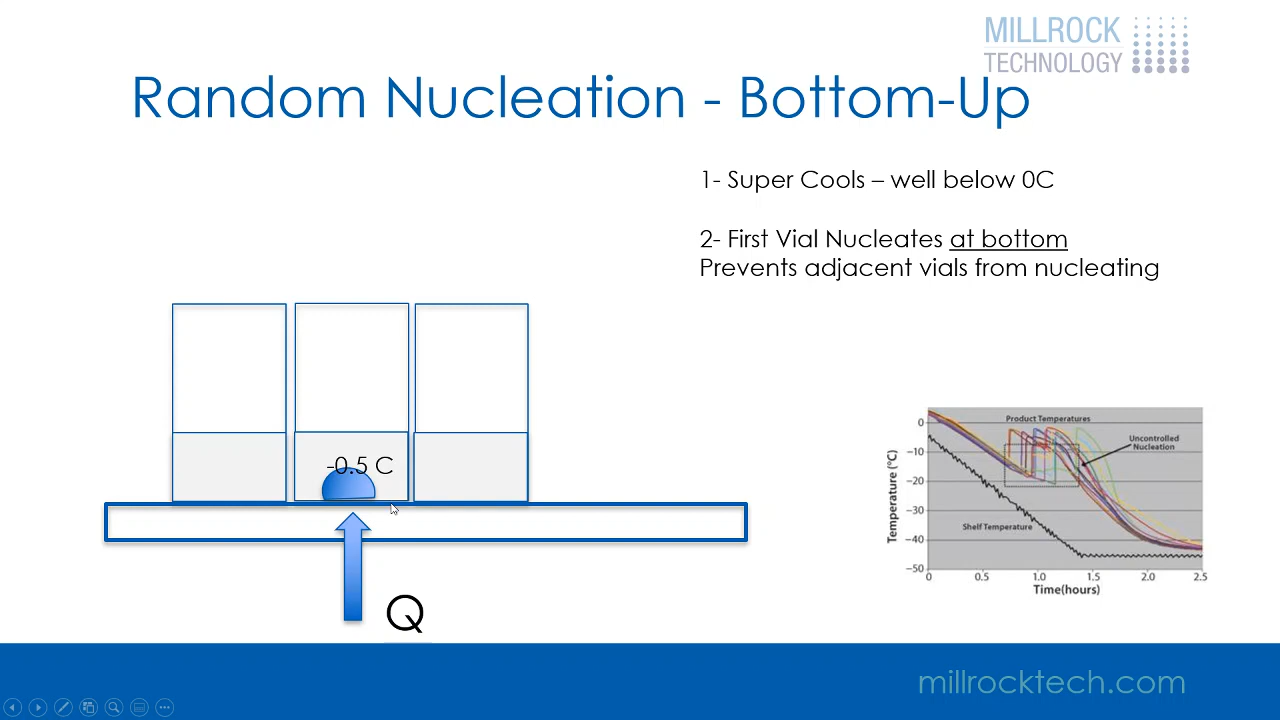 MILLROCK
TECHNOLOGY
Random Nucleation - Bottom-Up
1- Super Cools – well below 0C
2- First Vial Nucleates at bottom
Prevents adjacent vials from nucleating
-0.5 C
Q
Product Temperatures
Uncontrolled
Nucleation
Shelf Temperature
Temperature (°C)
0
−10
−20
−30
−40
−50
0 0.5 1.0 1.5 2.0 2.5
Time(hours)
millrocktech.com